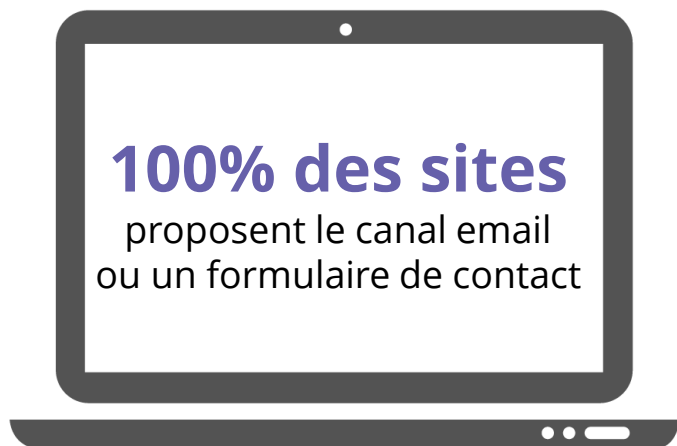 100% des sites
proposent le canal email
ou un formulaire de contact